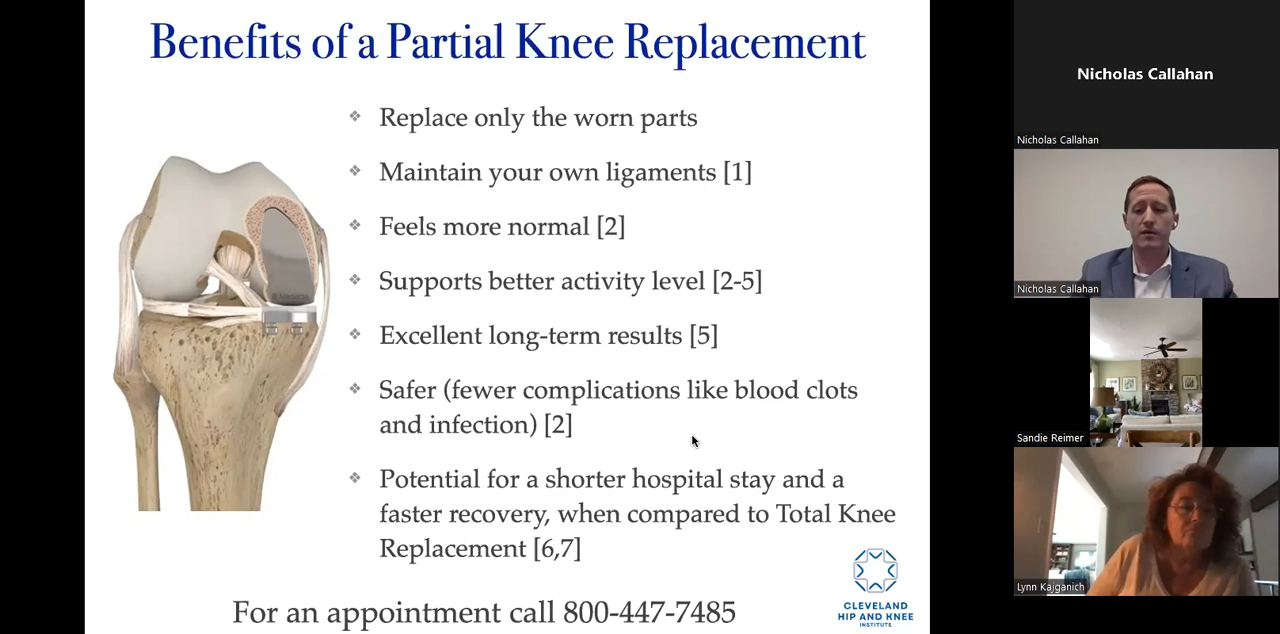 Benefits of a Partial Knee Replacement
Replace only the worn parts
Maintain your own ligaments [1]
Feels more normal [2]
Supports better activity level [2-5]
Excellent long-term results [5]
Safer (fewer complications like blood clots
and infection) [2]
Potential for a shorter hospital stay and a
faster recovery, when compared to Total Knee
Replacement [6,7]
For an appointment call 800-447-7485
CLEVELAND
HIP AND KNEE
INSTITUTE
Nicholas Callahan
Nicholas Callahan
Nicholas Callahan
Sandie Reimer
Lynn Kajganich